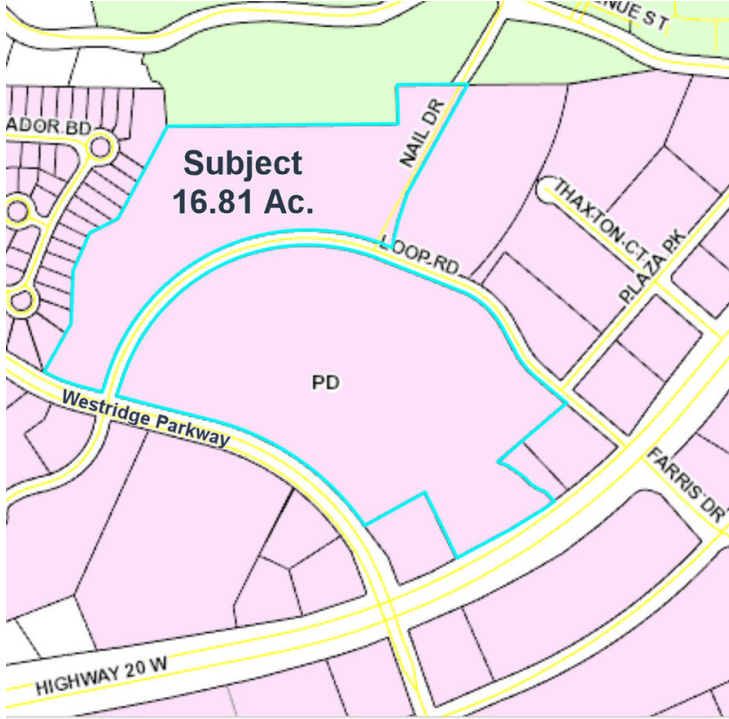 ENUE ST
ADOR BD
NAIL DR
Subject
16.81 Ac.
THAXTON CT
LOOP RD
PLAZA PK
PD
Westridge Parkway
FARRIS DR
HIGHWAY 20 W